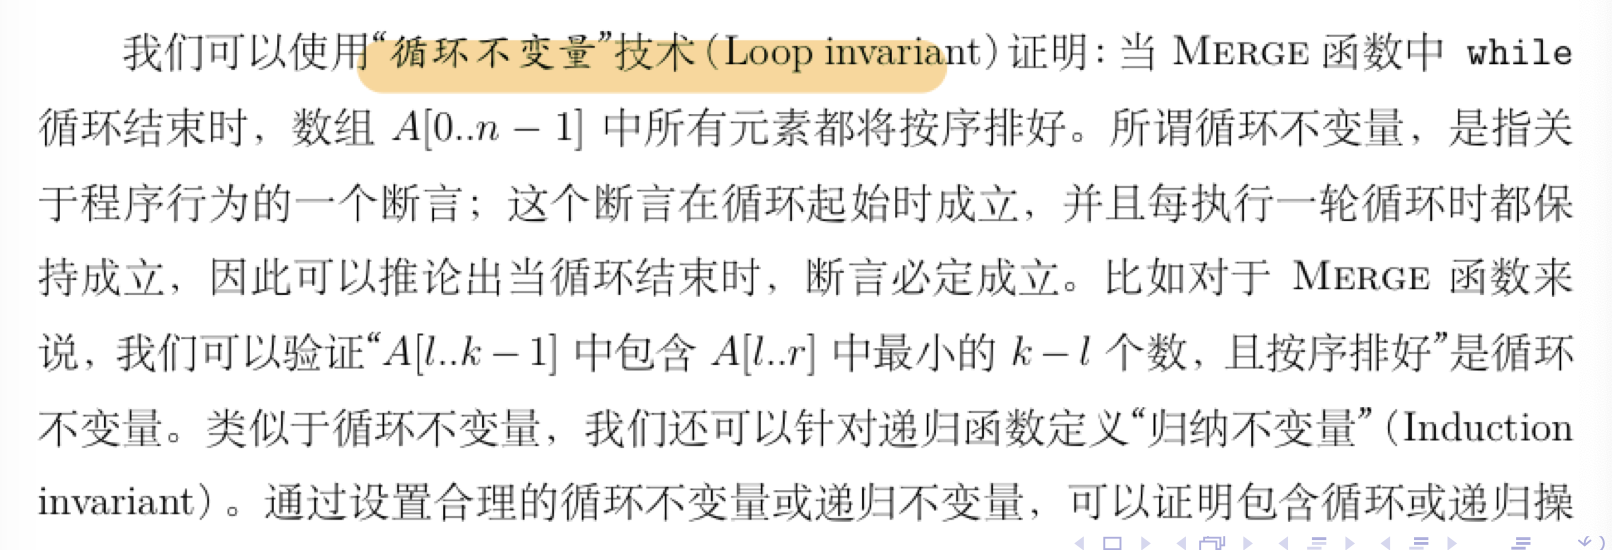 我们可以使用“循环不变量”技术(Loop invariant)证明:当 MERGE 函数中 while
循环结束时，数组 A[0..n − 1] 中所有元素都将按序排好。所谓循环不变量，是指关
于程序行为的一个断言；这个断言在循环起始时成立，并且每执行一轮循环时都保
持成立，因此可以推论出当循环结束时，断言必定成立。比如对于 MERGE 函数来
说，我们可以验证“A[l..k − 1] 中包含 A[l..r] 中最小的 k − l 个数，且按序排好”是循环
不变量。类似于循环不变量，我们还可以针对递归函数定义“归纳不变量”(Induction
invariant)。通过设置合理的循环不变量或递归不变量，可以证明包含循环或递归操